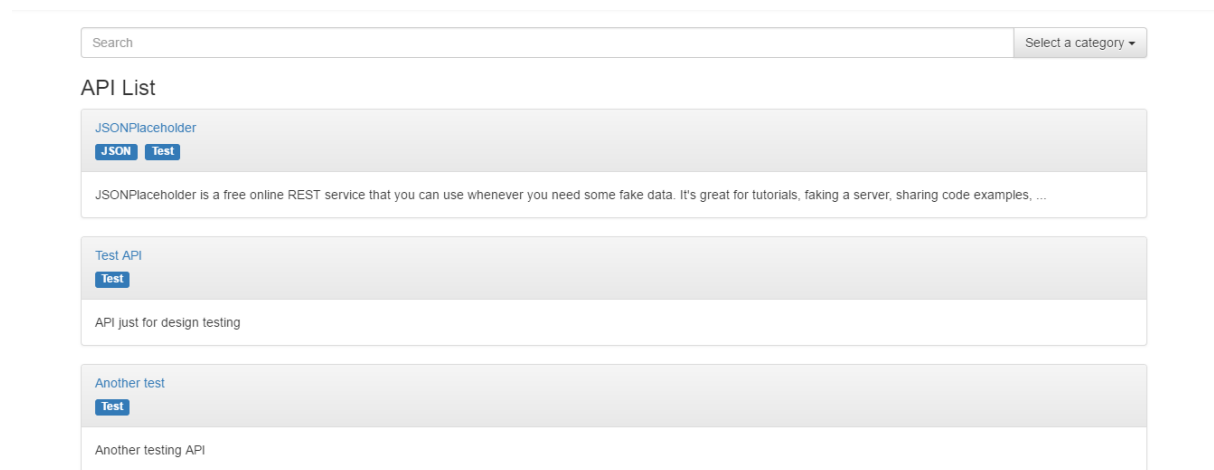 Search
Select a category
API List
JSONPlaceholder
JSON Test
JSONPlaceholder is a free online REST service that you can use whenever you need some fake data. It's great for tutorials, faking a server, sharing code examples, ...
Test API
Test
API just for design testing
Another test
Test
Another testing API